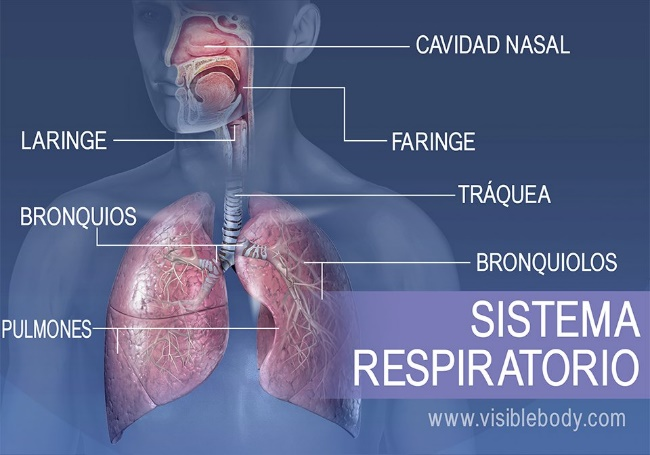 CAVIDAD NASAL
LARINGE
FARINGE
TRÁQUEA
BRONQUIOS
BRONQUIOLOS
PULMONES
SISTEMA
RESPIRATORIO
www.visiblebody.com